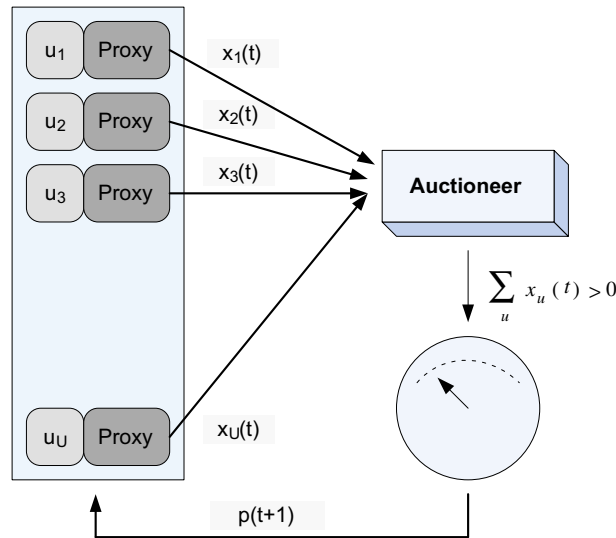 u1 Proxy x1(t)
u2 Proxy x2(t)
u3 Proxy x3(t)
Auctioneer
∑u xu(t) > 0
uU Proxy xU(t)
p(t+1)